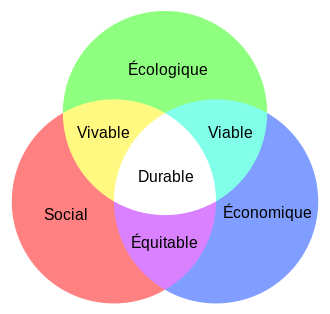 Écologique
Vivable
Viable
Durable
Social
Économique
Équitable